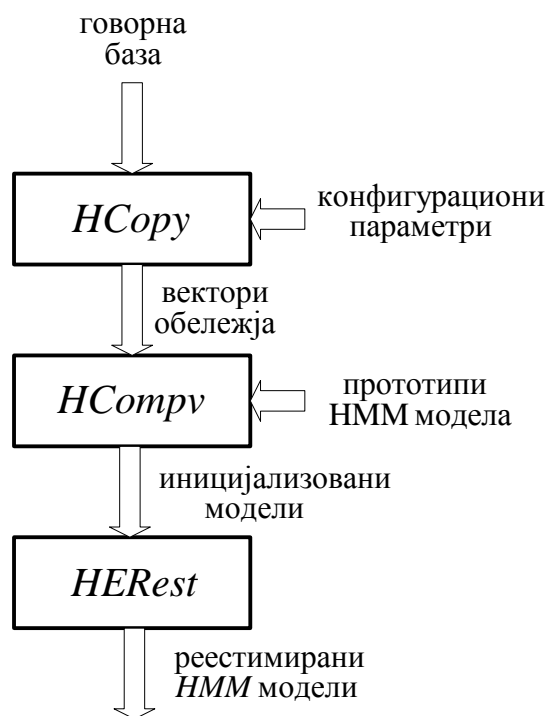 говорна
база
HCopy
конфигурациони
параметри
вектори
обележја
HCompv
прототипи
HMM модела
иницијализовани
модели
HERest
реестимирани
HMM модели